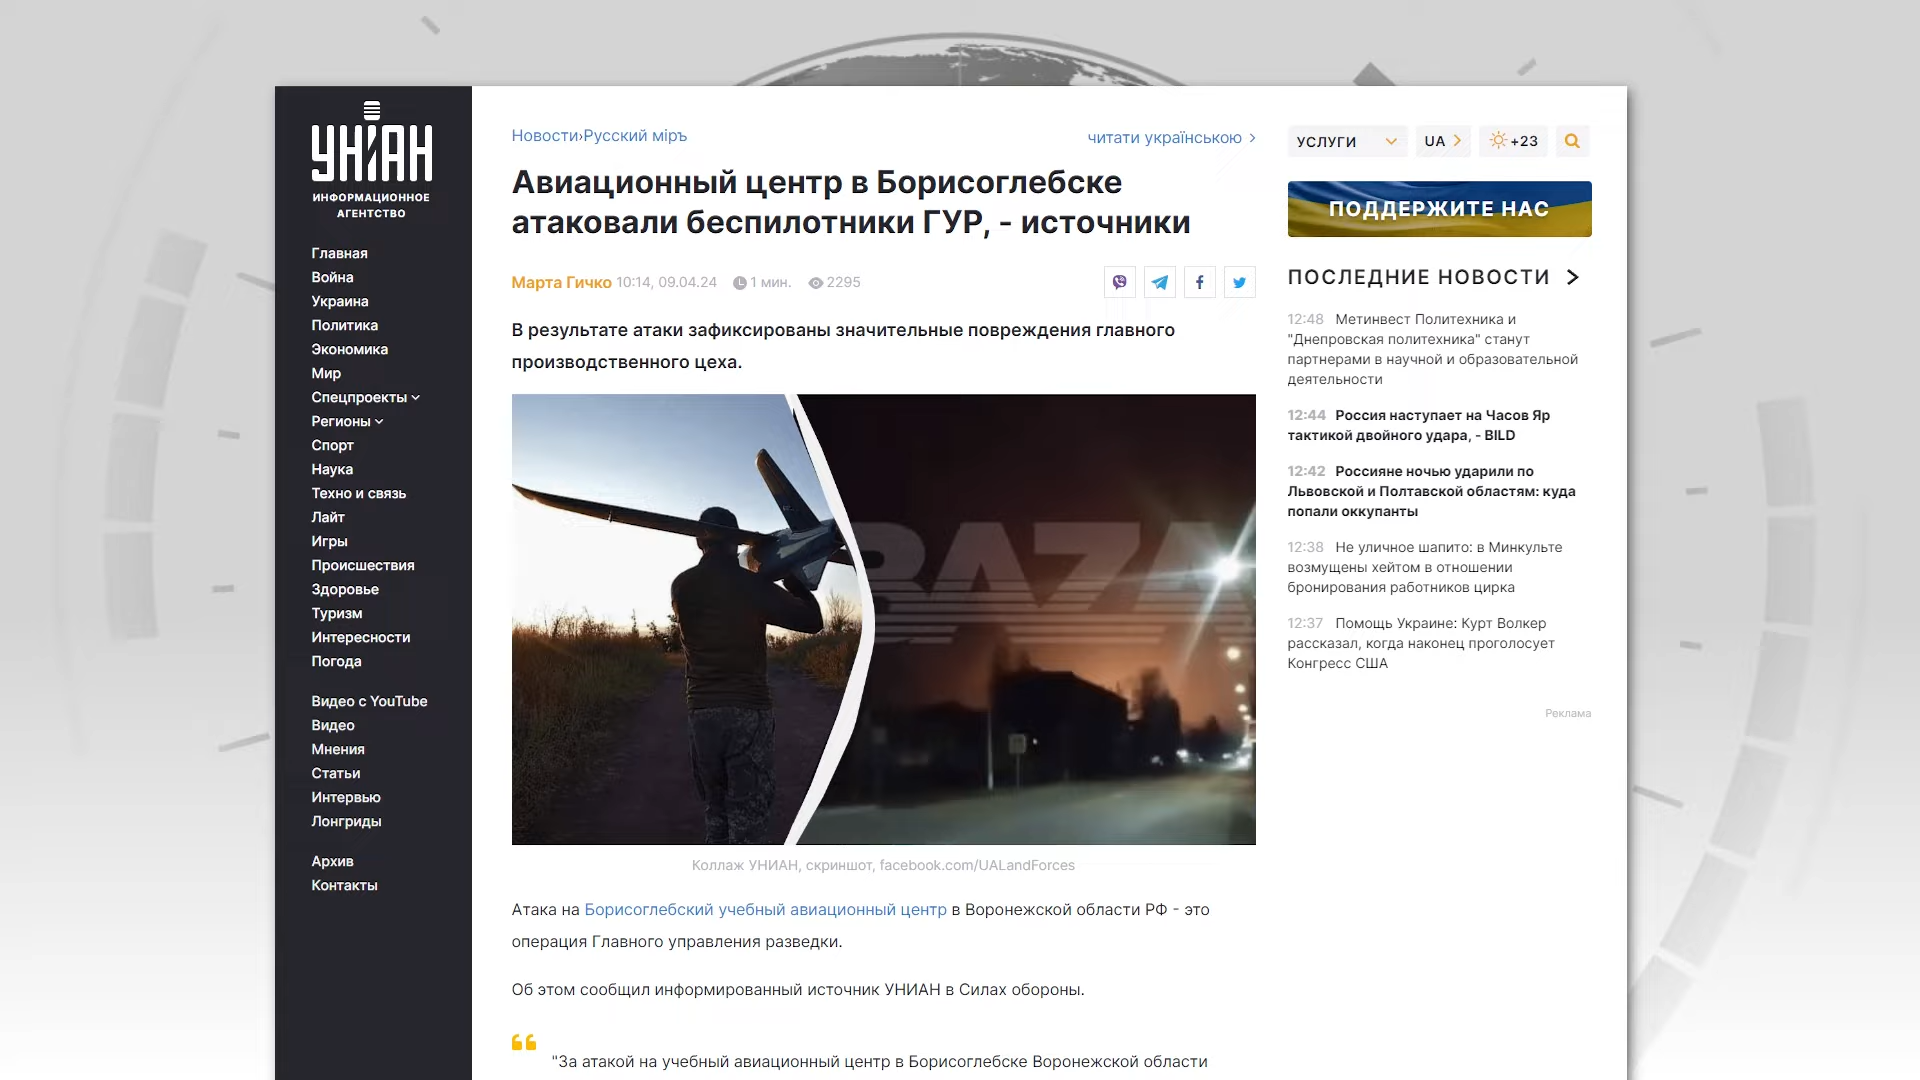 УНІАН
ИНФОРМАЦИОННОЕ
АГЕНТСТВО
Главная
Война
Украина
Политика
Экономика
Мир
Спецпроекты
Регионы
Спорт
Наука
Техно и связь
Лайт
Игры
Происшествия
Здоровье
Туризм
Интересности
Погода
Видео с YouTube
Видео
Мнения
Статьи
Интервью
Лонгриды
Архив
Контакты
Новости›Русский міръ
читати українською
Авиационный центр в Борисоглебске
атаковали беспилотники ГУР, - источники
Марта Гичко 10:14, 09.04.24 1 мин. 2295
В результате атаки зафиксированы значительные повреждения главного
производственного цеха.
BAZA
Коллаж УНИАН, скриншот, facebook.com/UALandForces
Атака на Борисоглебский учебный авиационный центр в Воронежской области РФ - это
операция Главного управления разведки.
Об этом сообщил информированный источник УНИАН в Силах обороны.
"За атакой на учебный авиационный центр в Борисоглебске Воронежской области
УСЛУГИ UA +23
ПОДДЕРЖИТЕ НАС
ПОСЛЕДНИЕ НОВОСТИ
12:48 Метинвест Политехника и
"Днепровская политехника" станут
партнерами в научной и образовательной
деятельности
12:44 Россия наступает на Часов Яр
тактикой двойного удара, - BILD
12:42 Россияне ночью ударили по
Львовской и Полтавской областям: куда
попали оккупанты
12:38 Не уличное шапито: в Минкульте
возмущены хейтом в отношении
бронирования работников цирка
12:37 Помощь Украине: Курт Волкер
рассказал, когда наконец проголосует
Конгресс США
Реклама